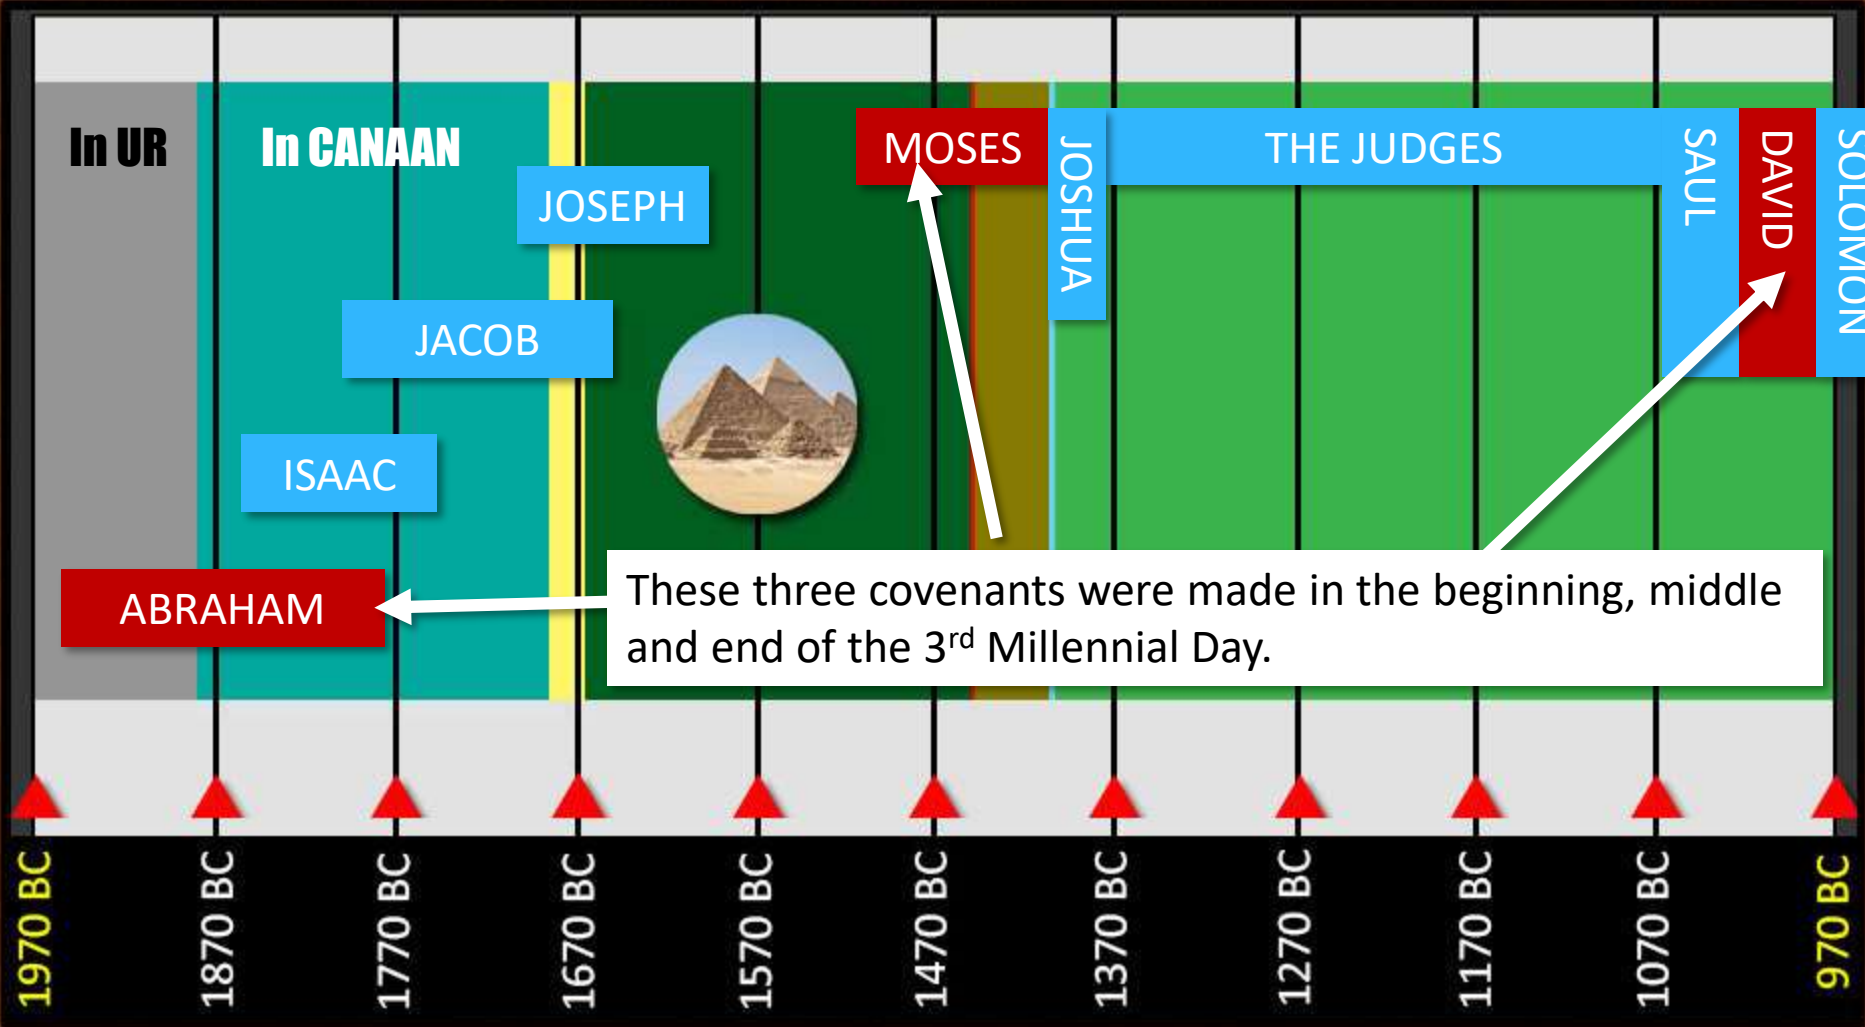 In UR
In CANAAN
MOSES
JOSHUA
THE JUDGES
SAUL
DAVID
SOLOMON
JOSEPH
JACOB
ISAAC
ABRAHAM
These three covenants were made in the beginning, middle
and end of the 3rd Millennial Day.
1970 BC
1870 BC
1770 BC
1670 BC
1570 BC
1470 BC
1370 BC
1270 BC
1170 BC
1070 BC
970 BC